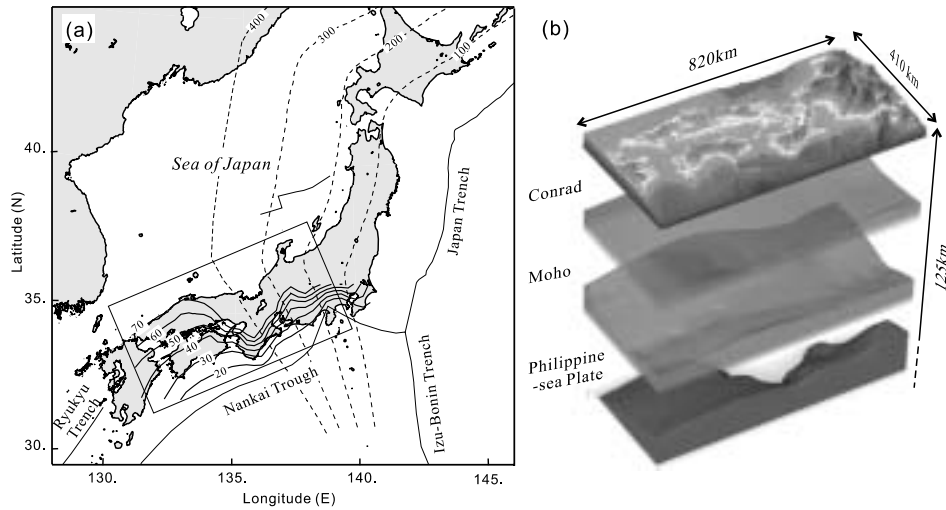 (a)
400
300
200
100
40.
Sea of Japan
Latitude (N)
Japan Trench
35.
70
60
50
40
30
20
Nankai Trough
Ryukyu
Trench
Izu-Bonin Trench
30.
130.
135.
140.
145.
Longitude (E)
(b)
820km
410 km
Conrad
Moho
125km
Philippine
-sea Plate